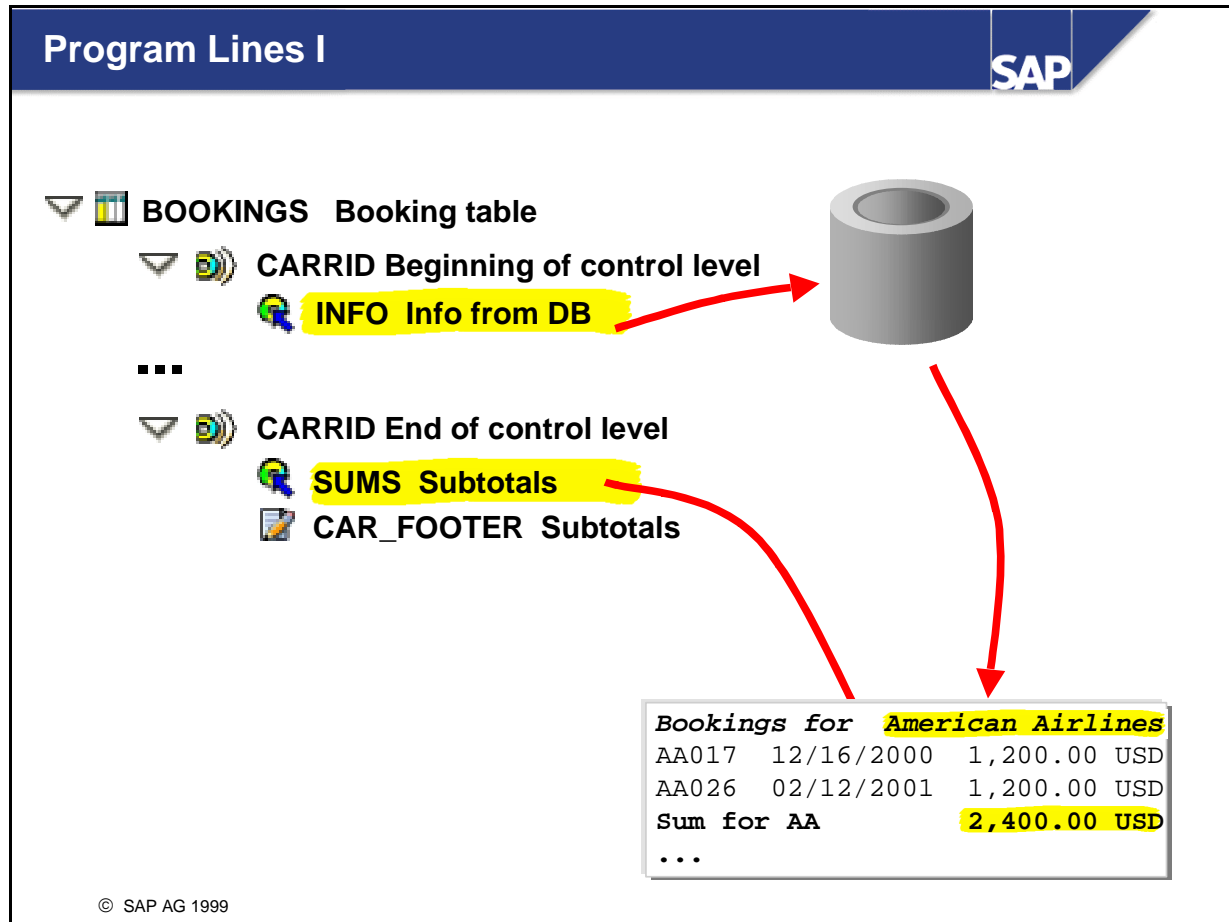 Program Lines I
SAP
BOOKINGS Booking table
CARRID Beginning of control level
INFO Info from DB
...
CARRID End of control level
SUMS Subtotals
CAR_FOOTER Subtotals
Bookings for American Airlines
AA017 12/16/2000 1,200.00 USD
AA026 02/12/2001 1,200.00 USD
Sum for AA 2,400.00 USD
...
© SAP AG 1999